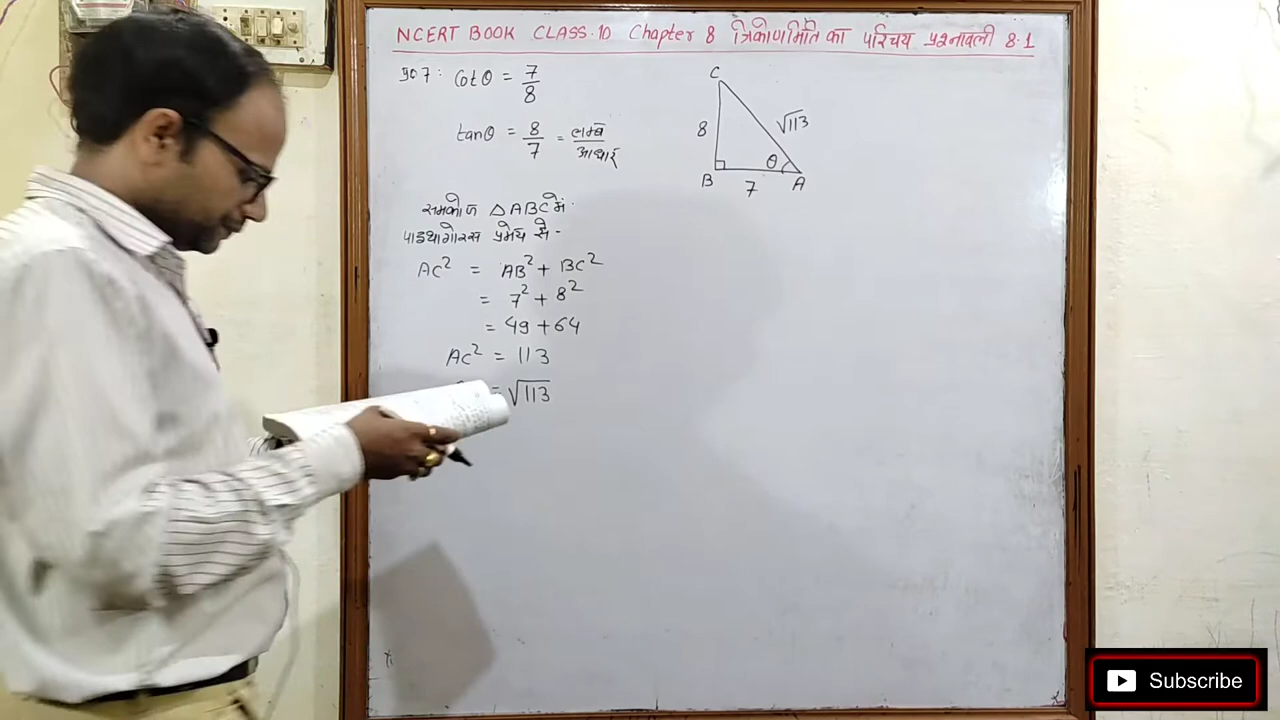 NCERT BOOK CLASS.10 Chapter 8 त्रिकोणमिति का परिचय प्रश्नावली 8.1
प्र०7: Cotθ = 7/8
tanθ = 8/7 = लम्ब/आधार
समकोण △ABC में
पाइथागोरस प्रमेय से -
AC² = AB² + BC²
= 7² + 8²
= 49 + 64
AC² = 113
= √113
C
8
√113
θ
B
7
A
Subscribe